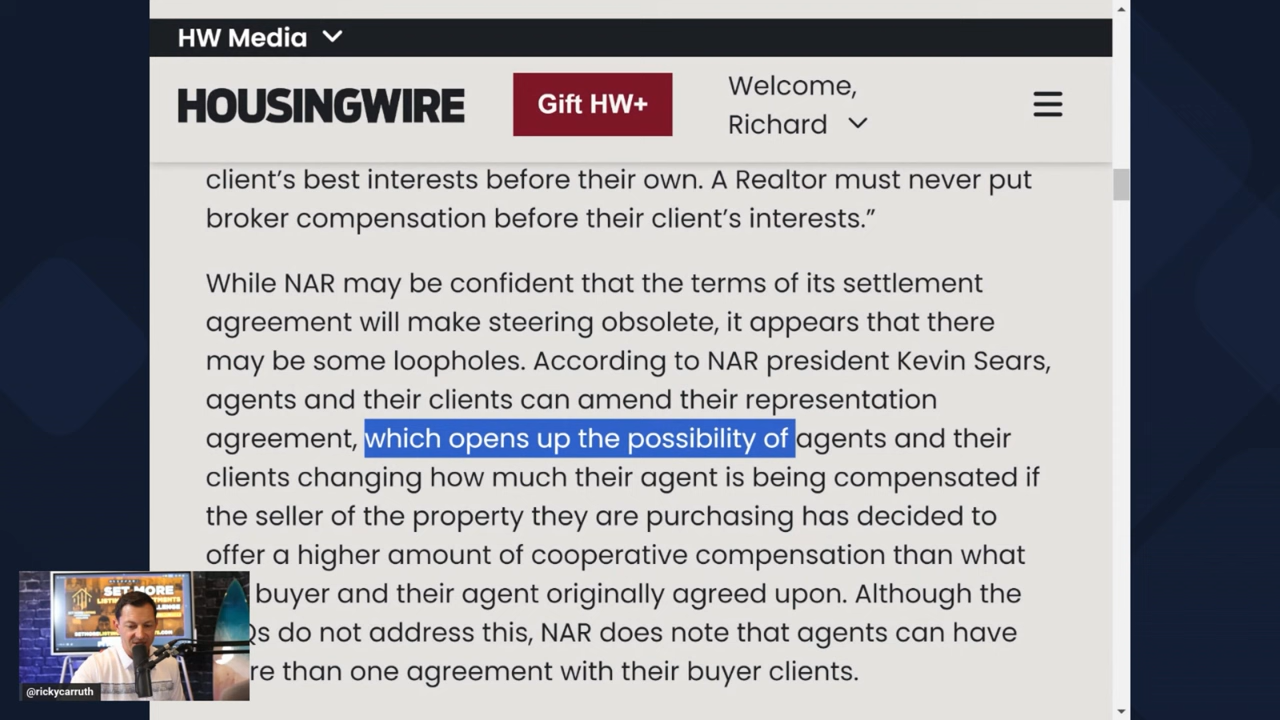 HW Media
HOUSINGWIRE
Gift HW+
Welcome,
Richard
client’s best interests before their own. A Realtor must never put
broker compensation before their client’s interests.”
While NAR may be confident that the terms of its settlement
agreement will make steering obsolete, it appears that there
may be some loopholes. According to NAR president Kevin Sears,
agents and their clients can amend their representation
agreement, which opens up the possibility of agents and their
clients changing how much their agent is being compensated if
the seller of the property they are purchasing has decided to
offer a higher amount of cooperative compensation than what
buyer and their agent originally agreed upon. Although the
do not address this, NAR does note that agents can have
than one agreement with their buyer clients.
SET MORE
@rickycarruth